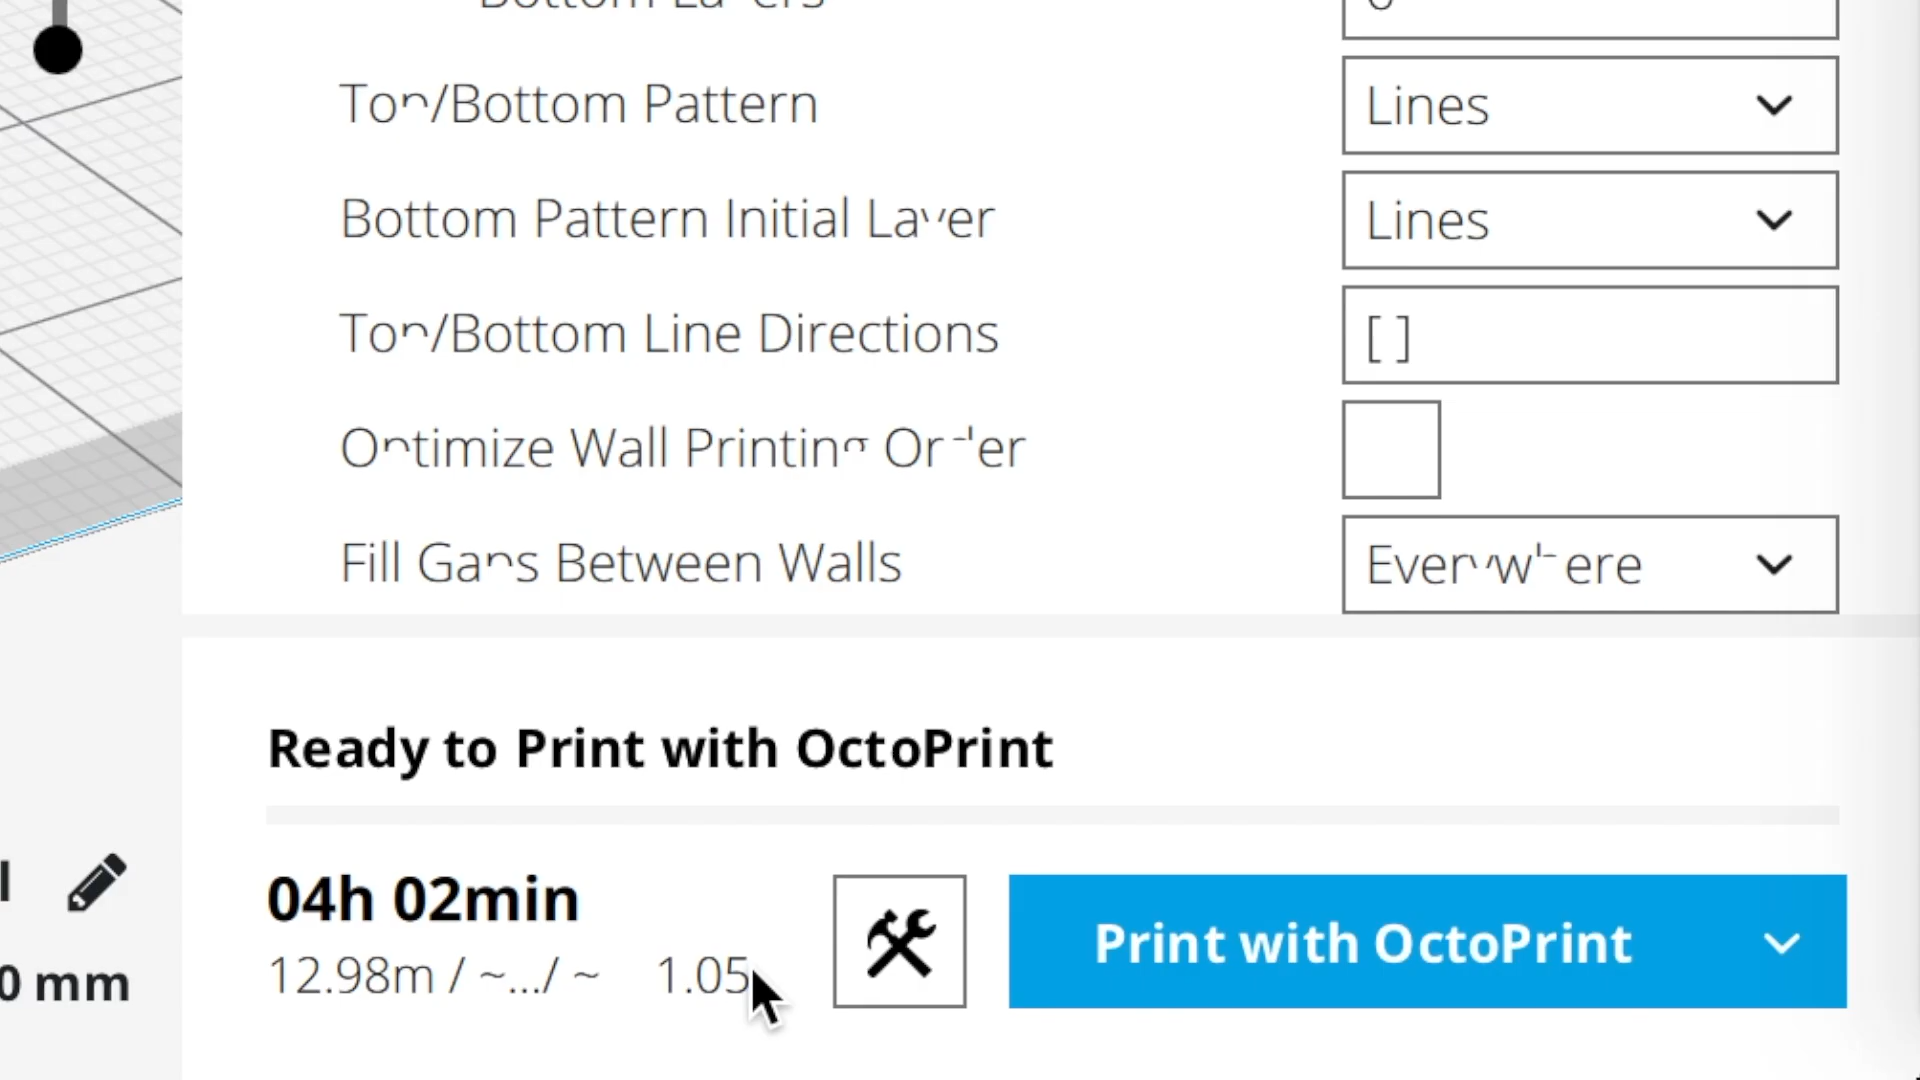 Bottom Layers
Top/Bottom Pattern
Lines
Bottom Pattern Initial Layer
Lines
Top/Bottom Line Directions
[ ]
Optimize Wall Printing Order
Fill Gaps Between Walls
Everywhere
Ready to Print with OctoPrint
04h 02min
12.98m / ~.../ ~ 1.05
Print with OctoPrint
0 mm